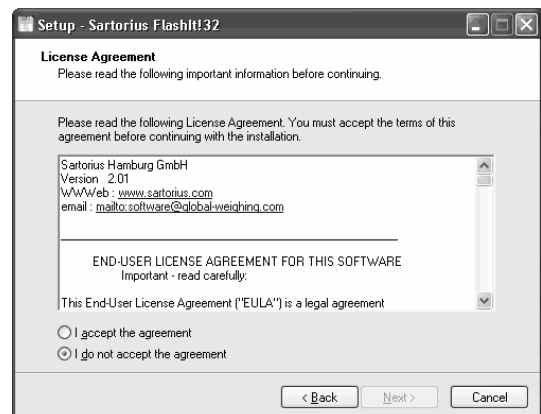 Setup - Sartorius FlashIt!32
License Agreement
Please read the following important information before continuing.
Please read the following License Agreement. You must accept the terms of this
agreement before continuing with the installation.
Sartorius Hamburg GmbH
Version 2.01
WWWeb : www.sartorius.com
email : mailto:software@global-weighing.com
END-USER LICENSE AGREEMENT FOR THIS SOFTWARE
Important - read carefully:
This End-User License Agreement ("EULA") is a legal agreement
I accept the agreement
I do not accept the agreement
< Back Next > Cancel